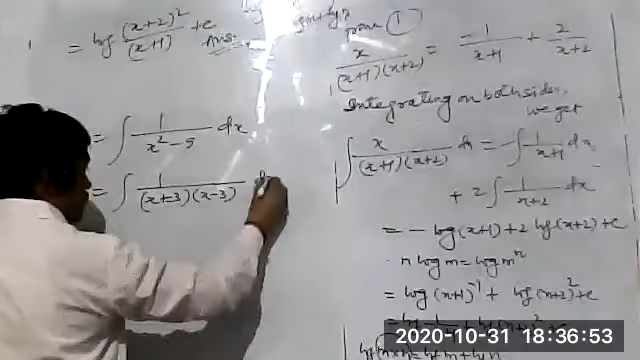 = log (x+2)²/(x+1) + c Ans.
= ∫ 1/(x² - 9) dx
= ∫ 1/((x+3)(x-3)) d
from (1)
x/((x+1)(x+2)) = -1/(x+1) + 2/(x+2)
Integrating on both sides,
we get
∫ x/((x+1)(x+2)) dx = -∫ 1/(x+1) dx
+ 2∫ 1/(x+2) dx
= - log (x+1) + 2 log (x+2) + c
n log m = log mⁿ
= log (x+1)⁻¹ + log (x+2)² + c
2020-10-31 18:36:53